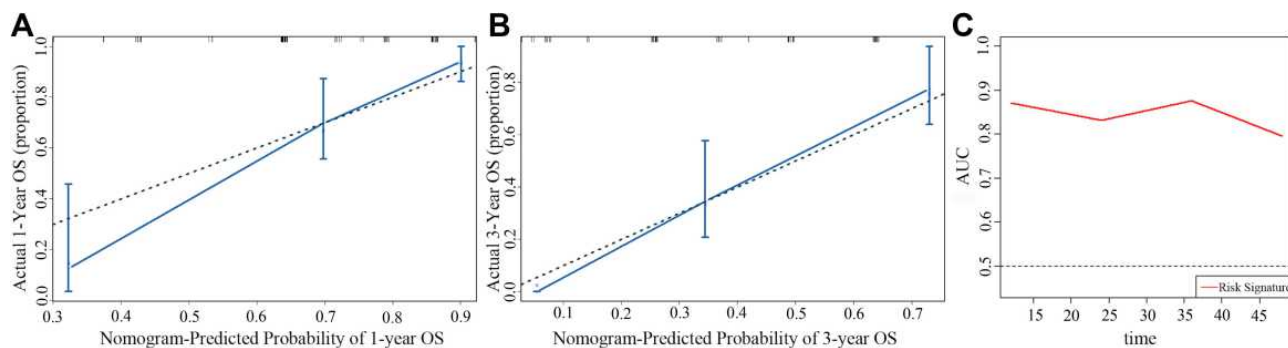 A
Actual 1-Year OS (proportion)
0.0 0.2 0.4 0.6 0.8 1.0
0.3 0.4 0.5 0.6 0.7 0.8 0.9
Nomogram-Predicted Probability of 1-year OS
B
Actual 3-Year OS (proportion)
0.0 0.2 0.4 0.6 0.8
0.1 0.2 0.3 0.4 0.5 0.6 0.7
Nomogram-Predicted Probability of 3-year OS
C
AUC
0.5 0.6 0.7 0.8 0.9 1.0
Risk Signature
15 20 25 30 35 40 45
time